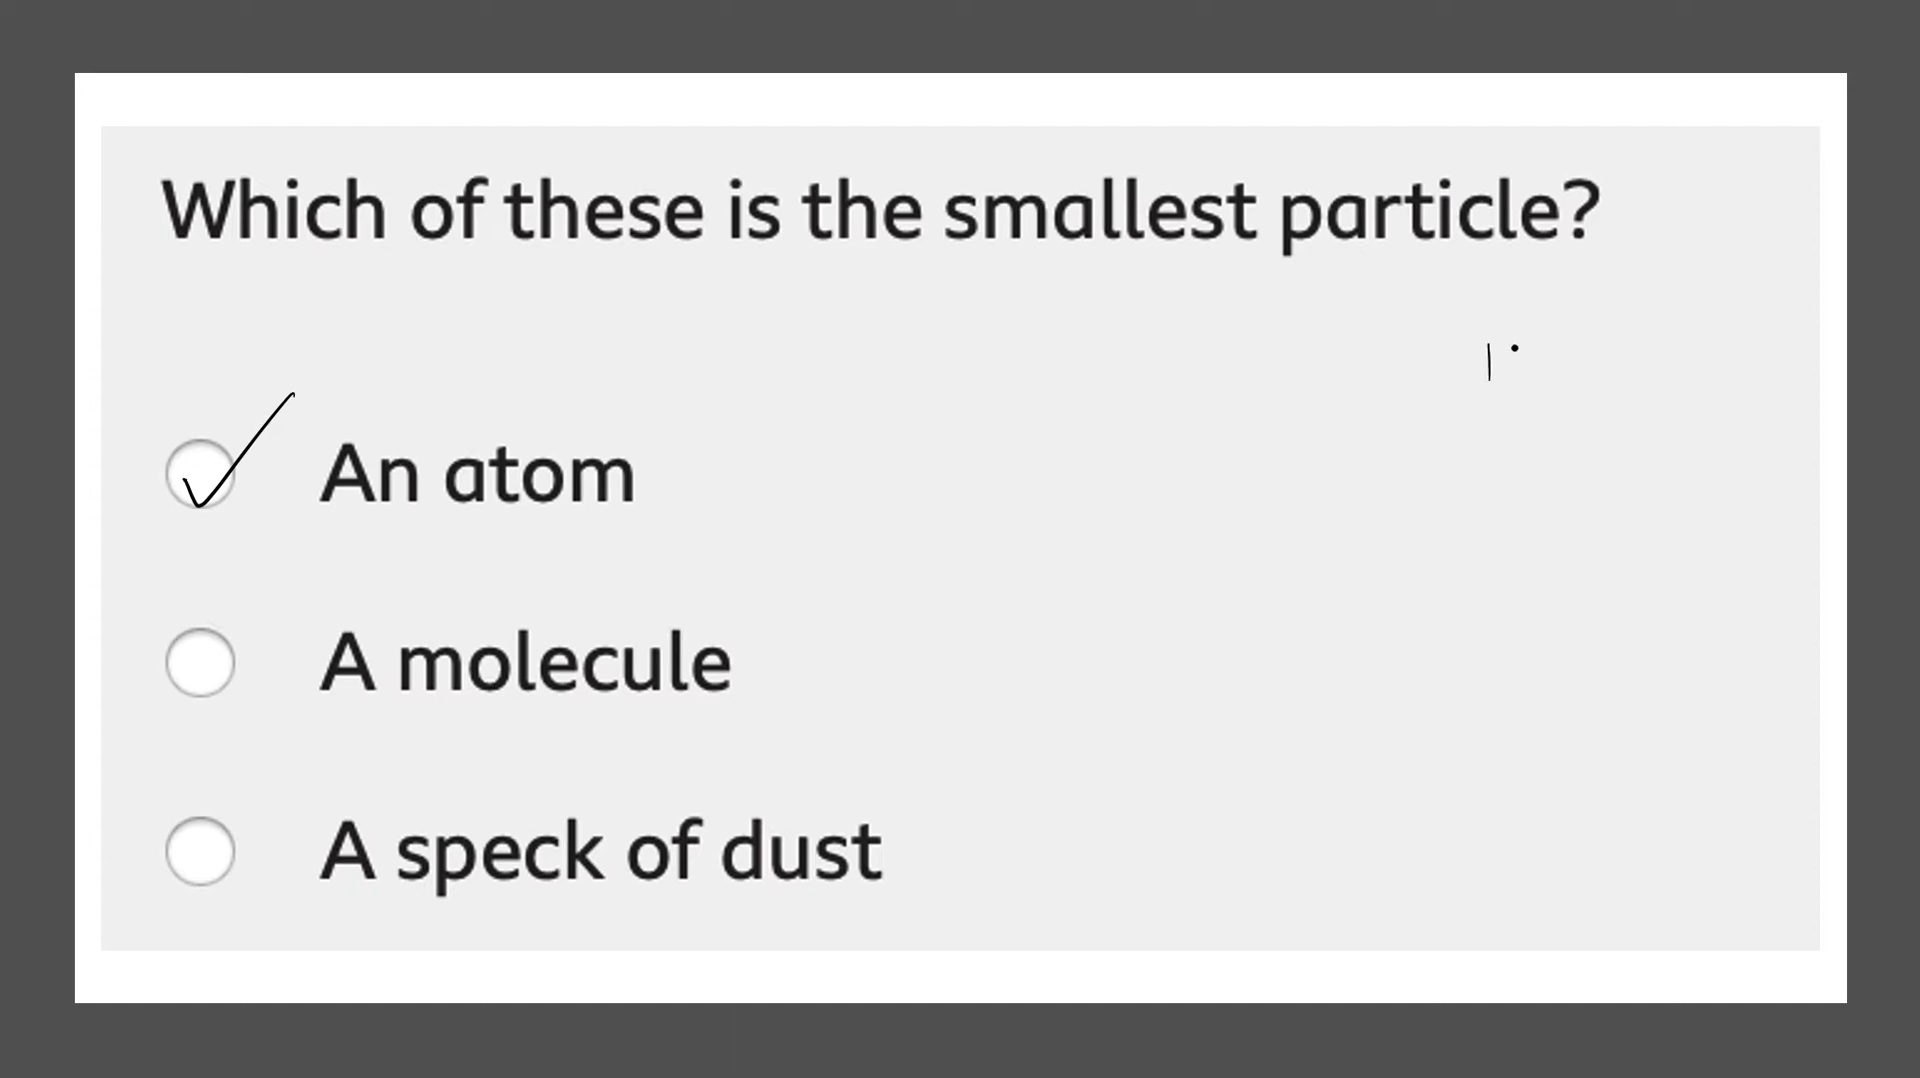 Which of these is the smallest particle?
An atom
A molecule
A speck of dust